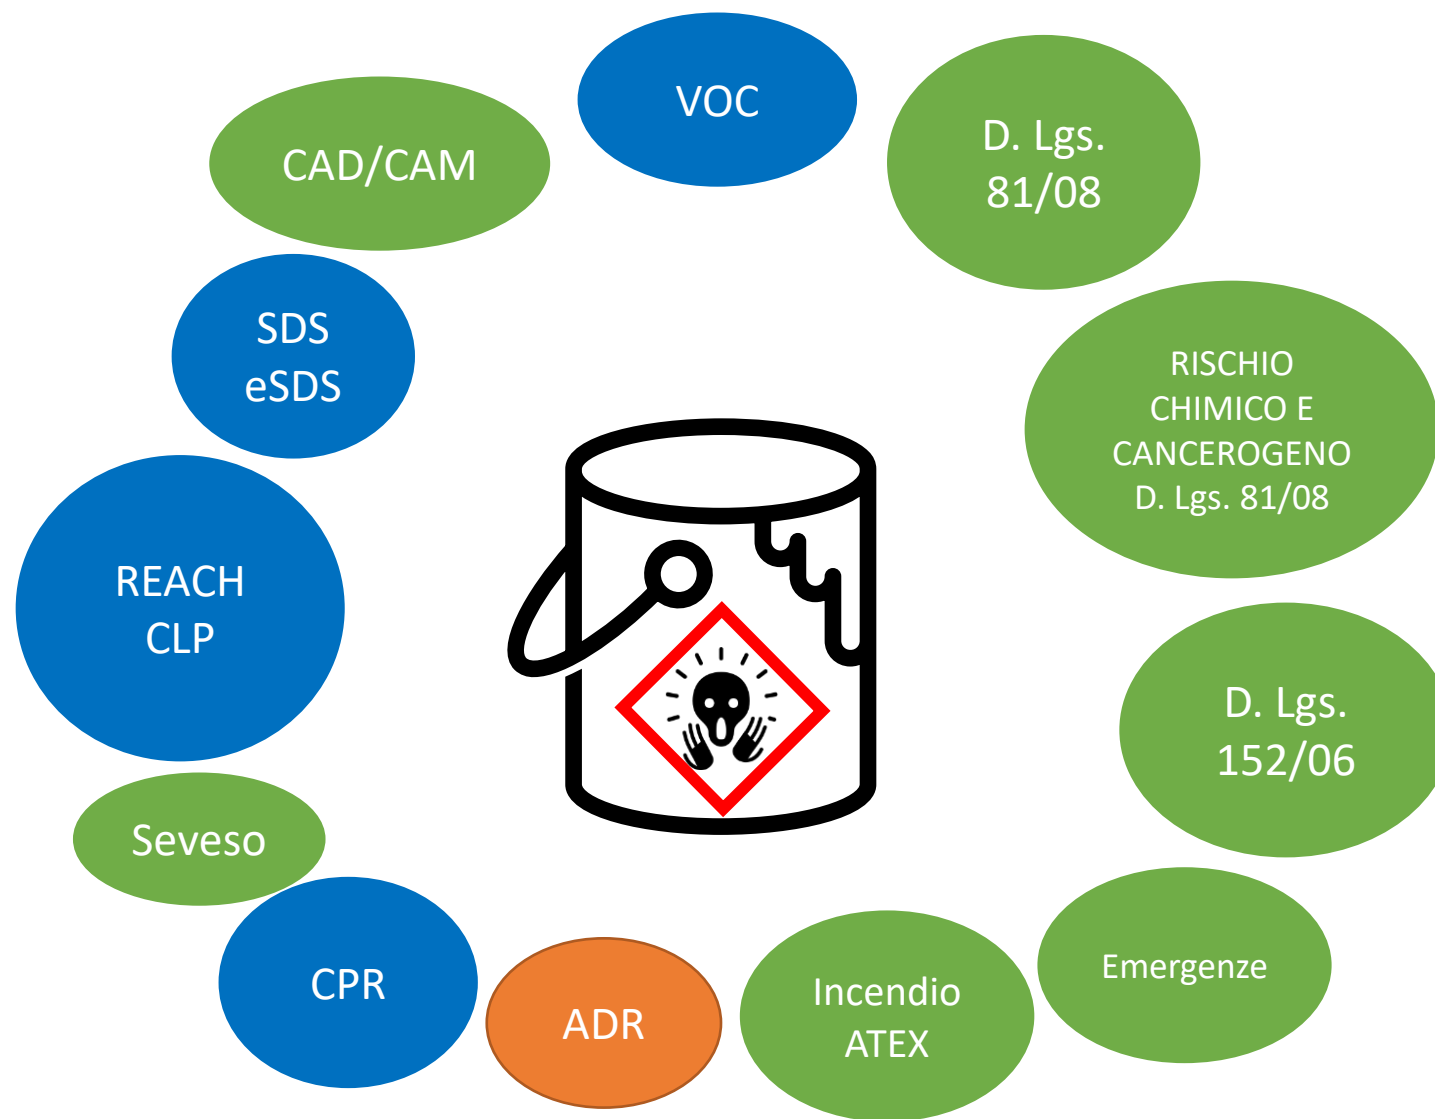 VOC
D. Lgs.
81/08
RISCHIO
CHIMICO E
CANCEROGENO
D. Lgs. 81/08
D. Lgs.
152/06
Emergenze
Incendio
ATEX
ADR
CPR
Seveso
REACH
CLP
SDS
eSDS
CAD/CAM